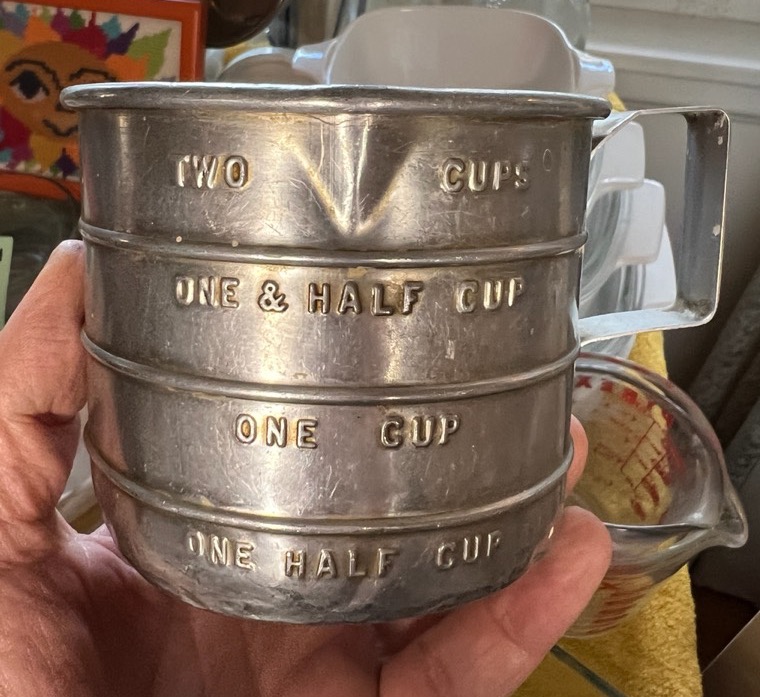 TWO CUPS
ONE & HALF CUP
ONE CUP
ONE HALF CUP